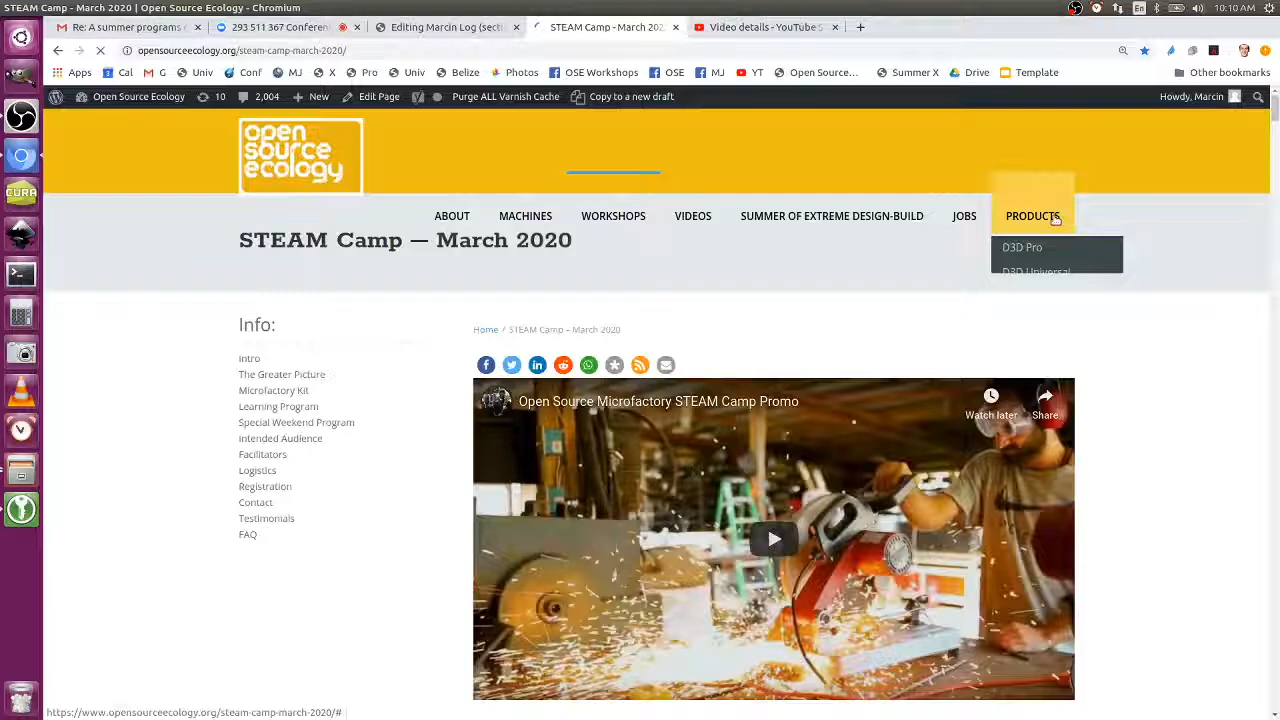 STEAM Camp - March 2020 | Open Source Ecology - Chromium
En
10:10 AM
Re: A summer programs
293 511 367 Conferen
Editing Marcin Log (secti
STEAM Camp - March 202
Video details - YouTube S
opensourceecology.org/steam-camp-march-2020/
Apps
Cal
G
Univ
Conf
MJ
X
Pro
Univ
Belize
Photos
OSE Workshops
OSE
MJ
YT
Open Source...
Summer X
Drive
Template
Other bookmarks
Open Source Ecology
10
2,004
New
Edit Page
Purge ALL Varnish Cache
Copy to a new draft
Howdy, Marcin
open
source
ecology
ABOUT
MACHINES
WORKSHOPS
VIDEOS
SUMMER OF EXTREME DESIGN-BUILD
JOBS
PRODUCTS
D3D Pro
D3D Universal
STEAM Camp — March 2020
Info:
Intro
The Greater Picture
Microfactory Kit
Learning Program
Special Weekend Program
Intended Audience
Facilitators
Logistics
Registration
Contact
Testimonials
FAQ
Home / STEAM Camp – March 2020
Open Source Microfactory STEAM Camp Promo
Watch later
Share
CURA
https://www.opensourceecology.org/steam-camp-march-2020/#